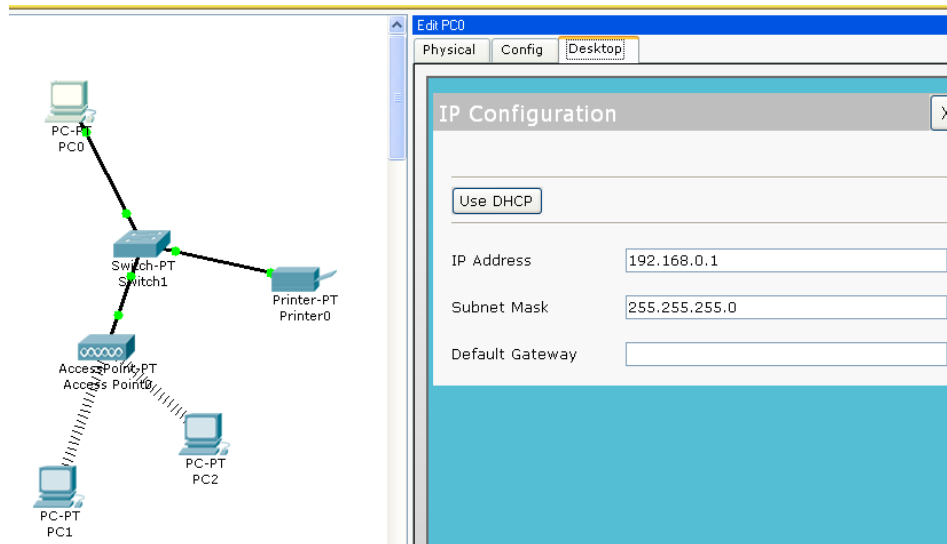 Edit PC0
Physical Config Desktop
IP Configuration
X
Use DHCP
IP Address 192.168.0.1
Subnet Mask 255.255.255.0
Default Gateway
PC-PT
PC0
Switch-PT
Switch1
Printer-PT
Printer0
AccessPoint-PT
Access Point0
PC-PT
PC2
PC-PT
PC1